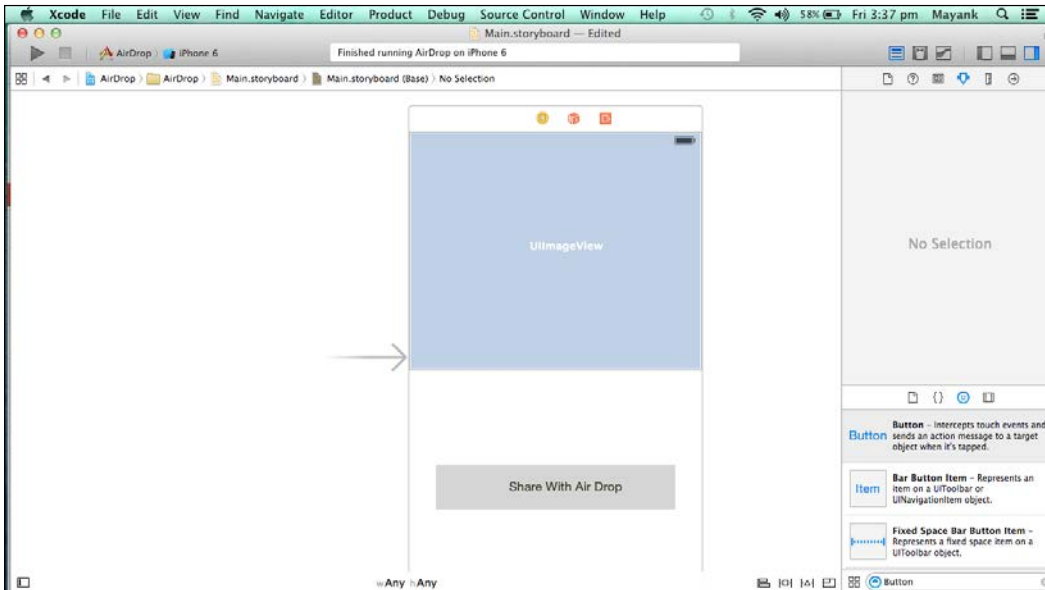 Xcode File Edit View Find Navigate Editor Product Debug Source Control Window Help 58% Fri 3:37 pm Mayank
Main.storyboard — Edited
AirDrop iPhone 6
Finished running AirDrop on iPhone 6
AirDrop AirDrop Main.storyboard Main.storyboard (Base) No Selection
UIImageView
No Selection
Share With Air Drop
Button
Button – Intercepts touch events and
sends an action message to a target
object when it's tapped.
Item
Bar Button Item – Represents an
item on a UIToolbar or
UINavigationItem object.
Fixed Space Bar Button Item –
Represents a fixed space item on a
UIToolbar object.
wAny hAny
Button